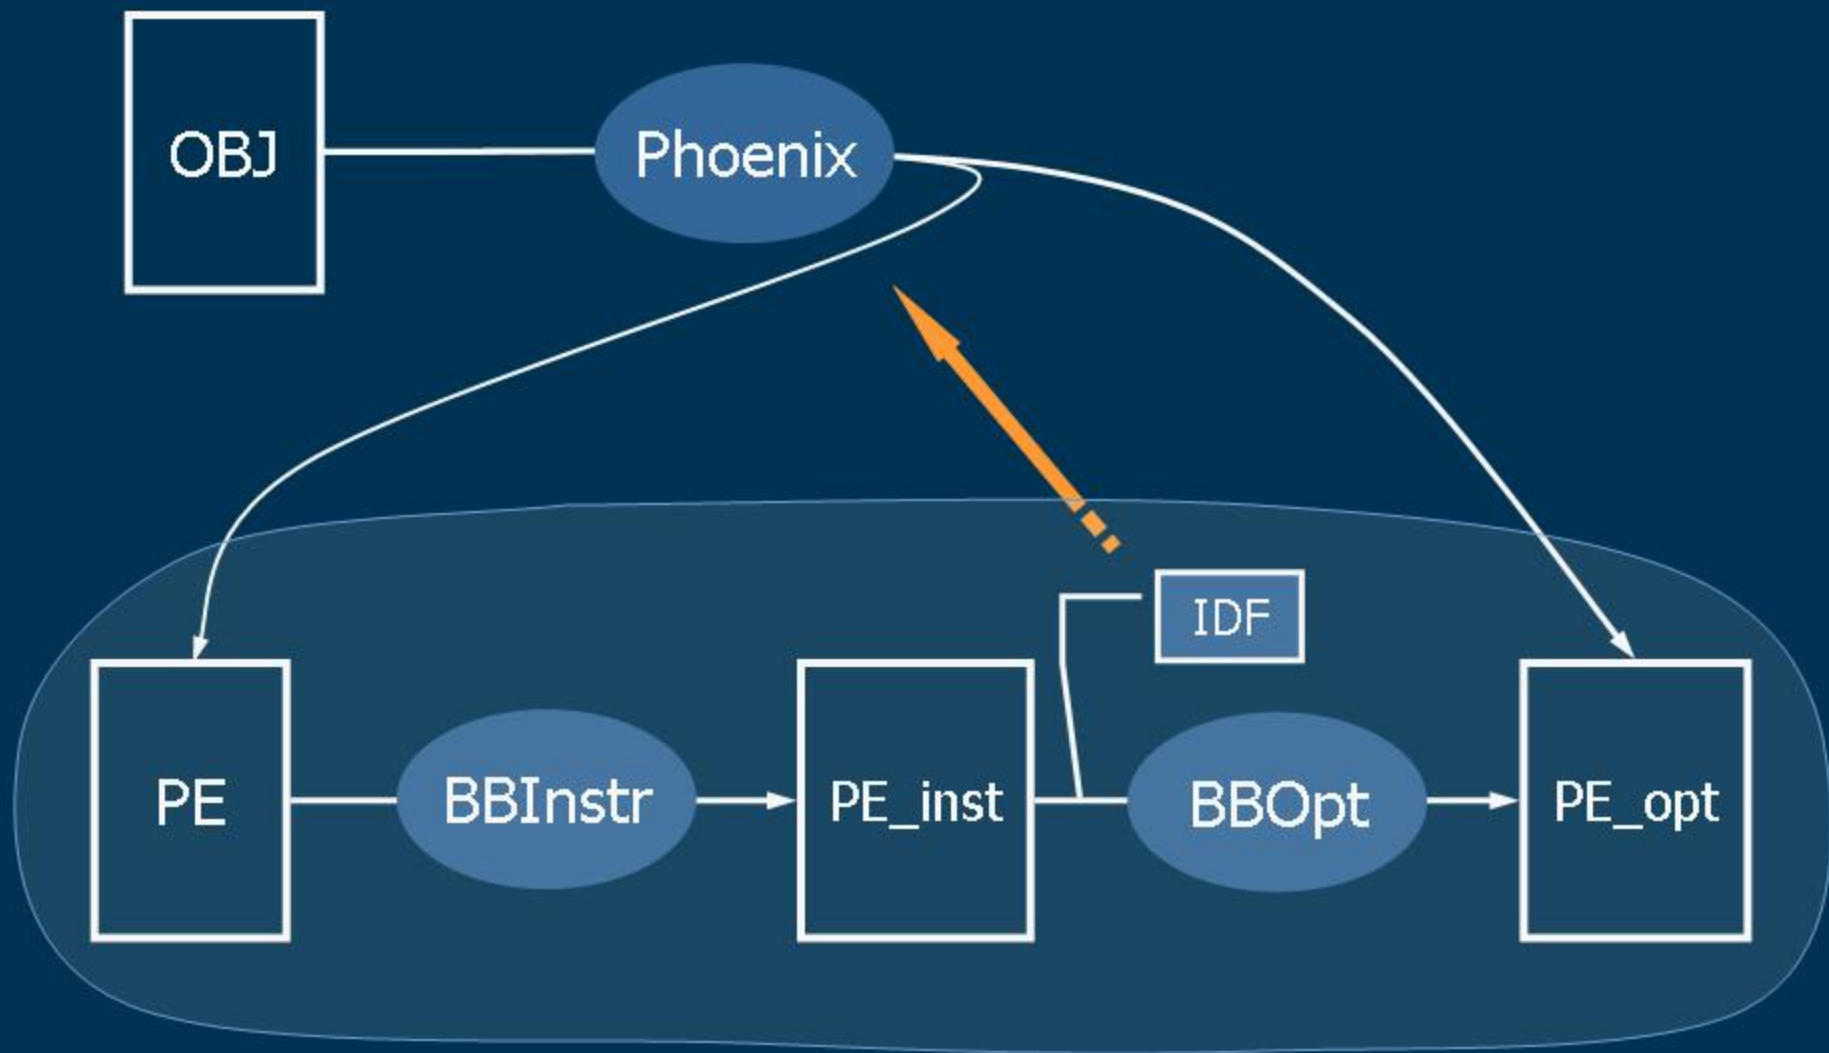 OBJ
Phoenix
IDF
PE
BBInstr
PE_inst
BBOpt
PE_opt